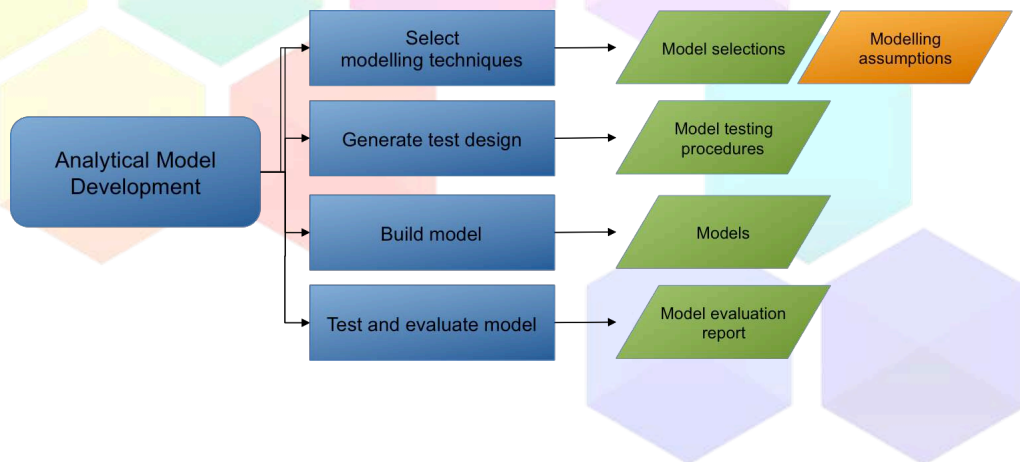 Analytical Model
Development
Select
modelling techniques
Model selections
Modelling
assumptions
Generate test design
Model testing
procedures
Build model
Models
Test and evaluate model
Model evaluation
report